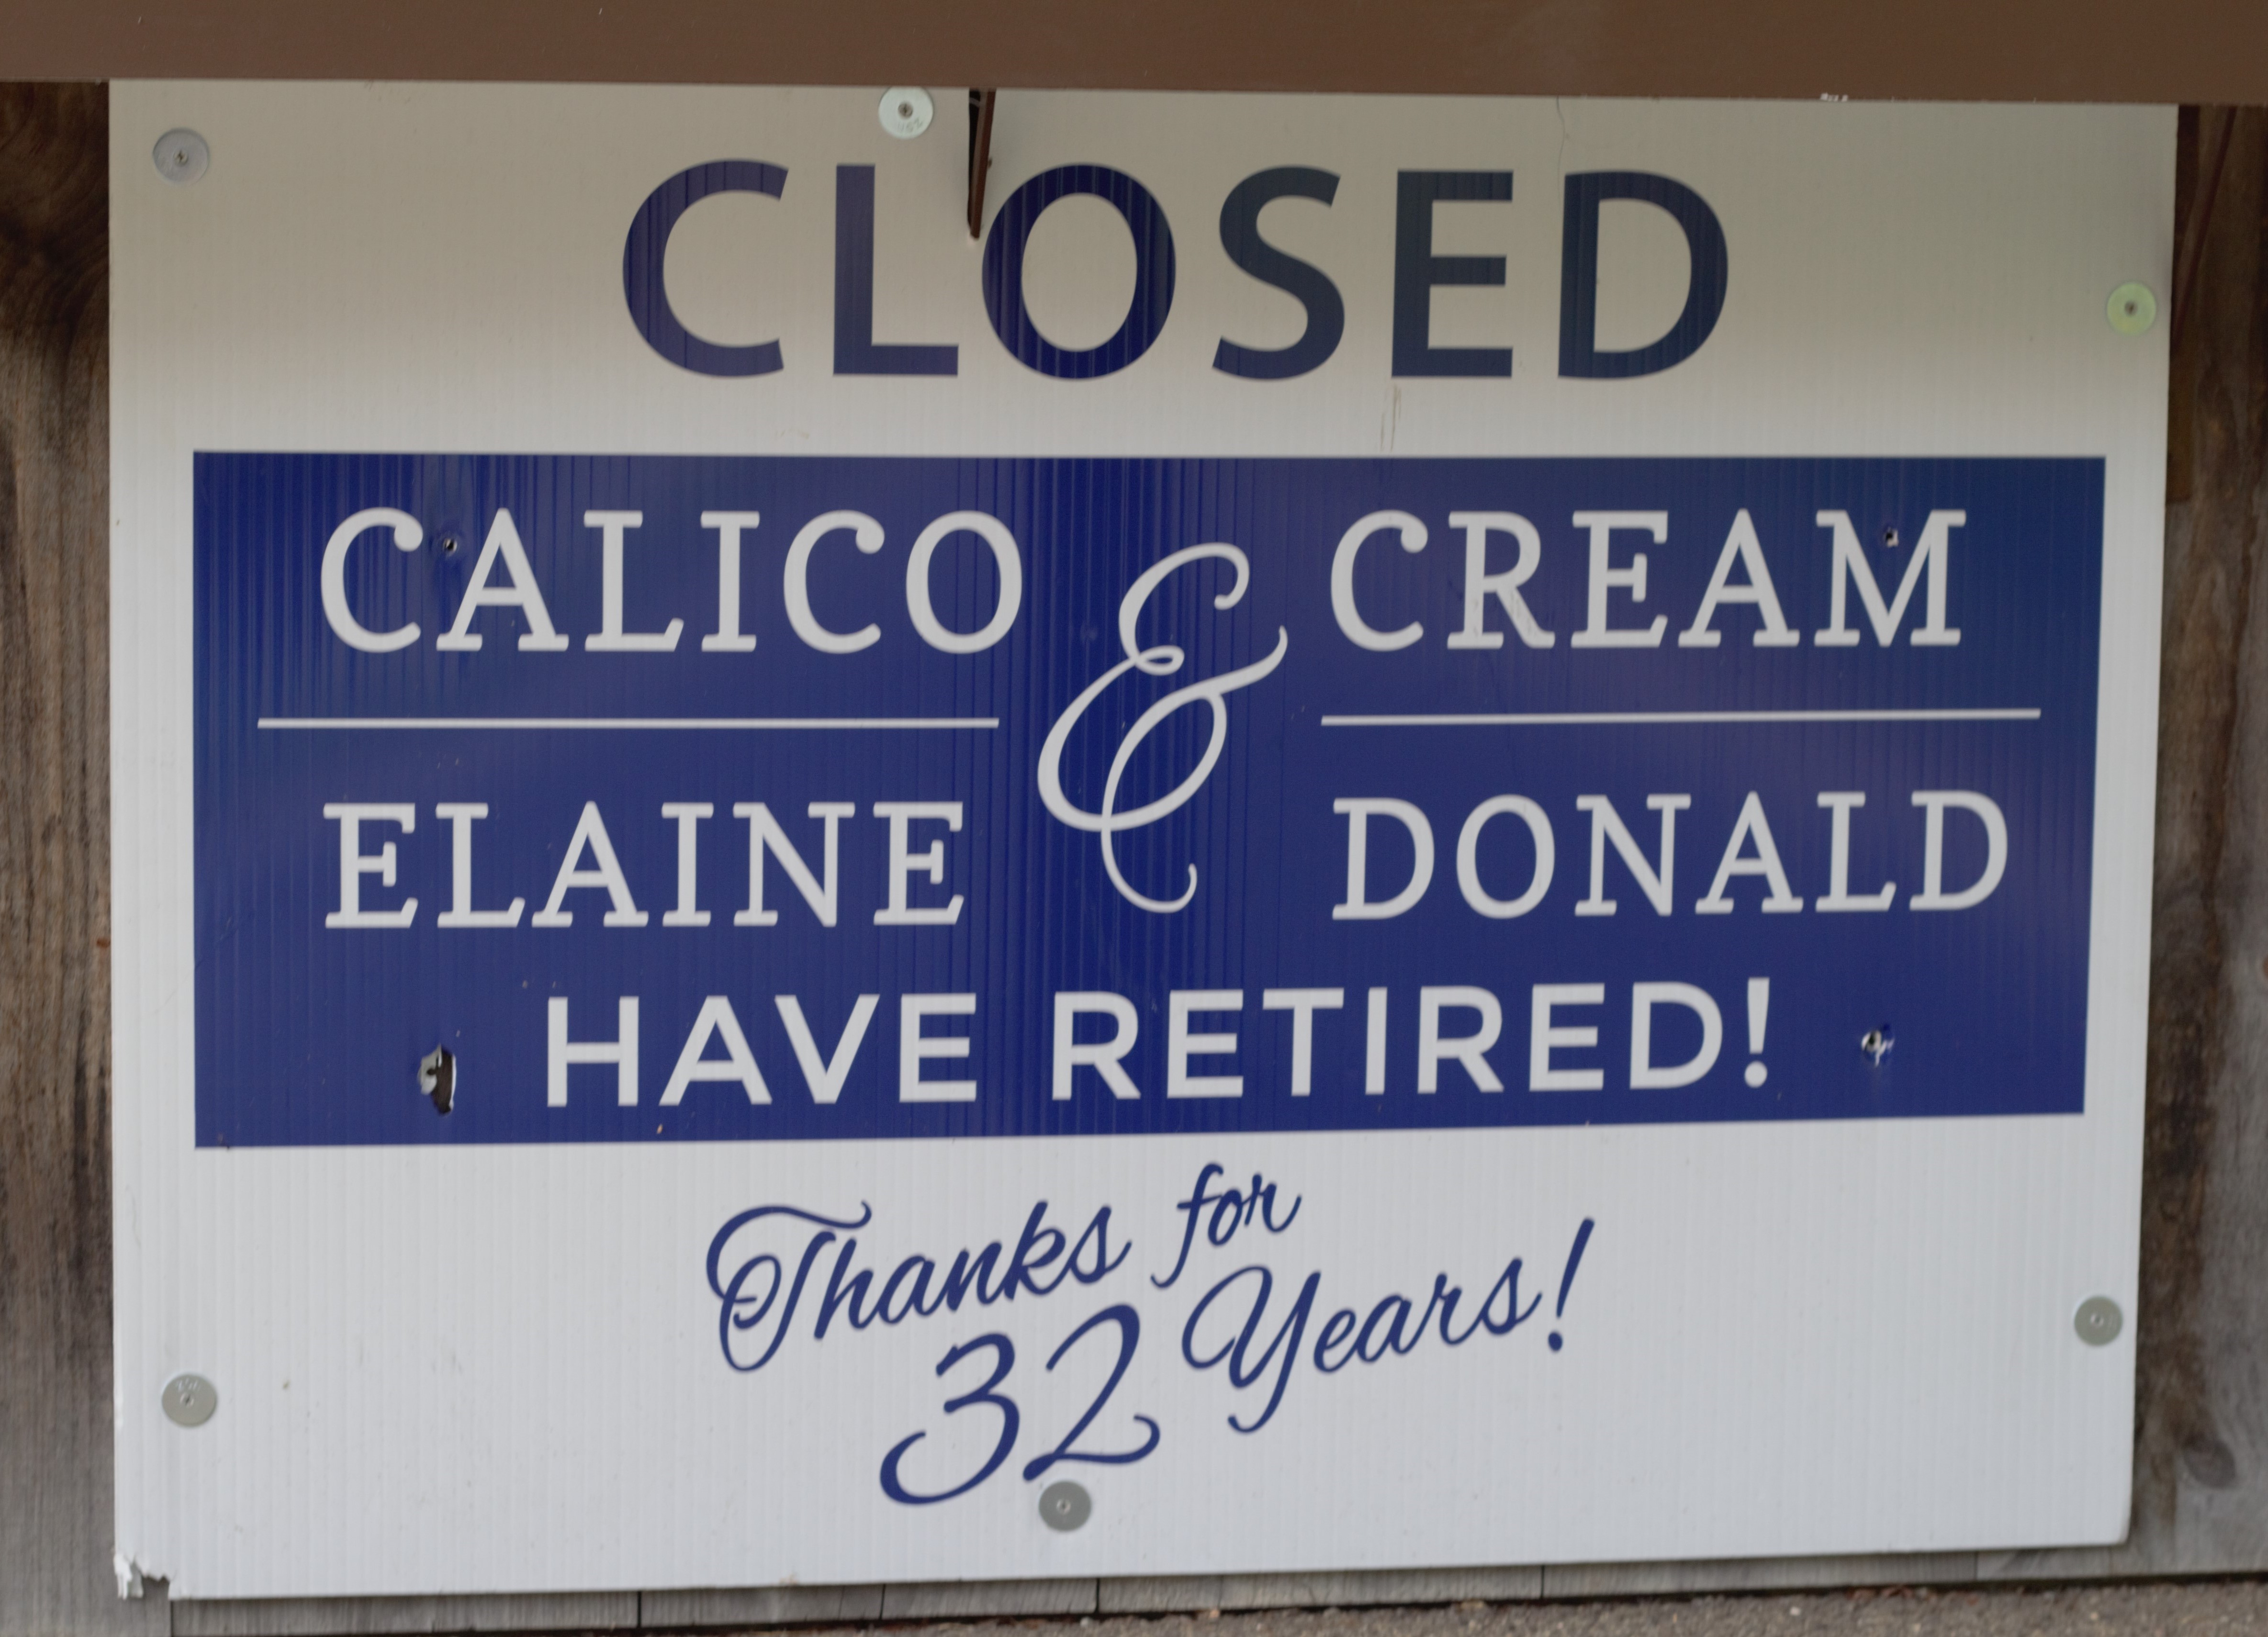 CLOSED
CALICO & CREAM
ELAINE DONALD
HAVE RETIRED!
Thanks for
32 Years!